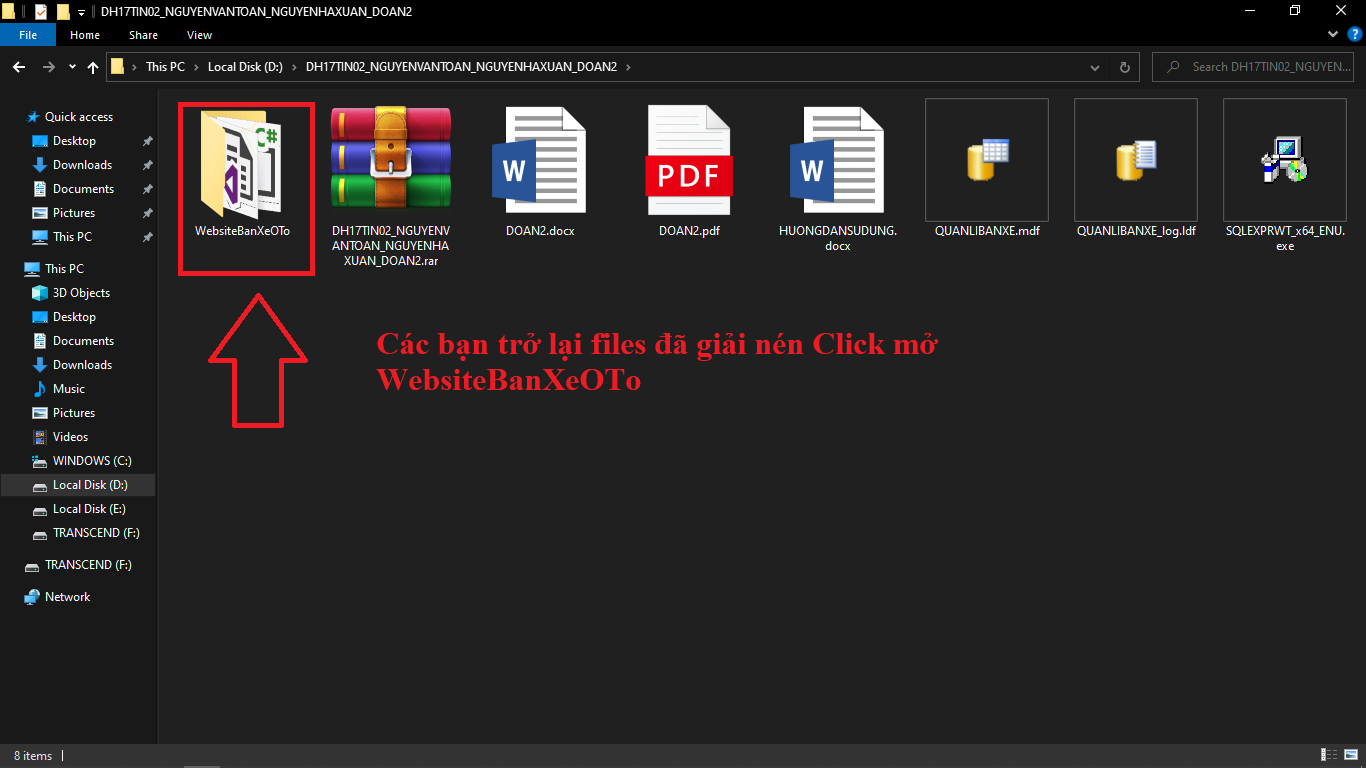 DH17TIN02_NGUYENVANTOAN_NGUYENHAXUAN_DOAN2
File Home Share View
This PC Local Disk (D:) DH17TIN02_NGUYENVANTOAN_NGUYENHAXUAN_DOAN2
Search DH17TIN02_NGUYEN...
Quick access
Desktop
Downloads
Documents
Pictures
This PC
This PC
3D Objects
Desktop
Documents
Downloads
Music
Pictures
Videos
WINDOWS (C:)
Local Disk (D:)
Local Disk (E:)
TRANSCEND (F:)
TRANSCEND (F:)
Network
C#
WebsiteBanXeOTo
DH17TIN02_NGUYENV
ANTOAN_NGUYENHA
XUAN_DOAN2.rar
W
DOAN2.docx
PDF
DOAN2.pdf
W
HUONGDANSUDUNG.
docx
QUANLIBANXE.mdf
QUANLIBANXE_log.ldf
SQLEXPRWT_x64_ENU.
exe
Các bạn trở lại files đã giải nén Click mở
WebsiteBanXeOTo
8 items